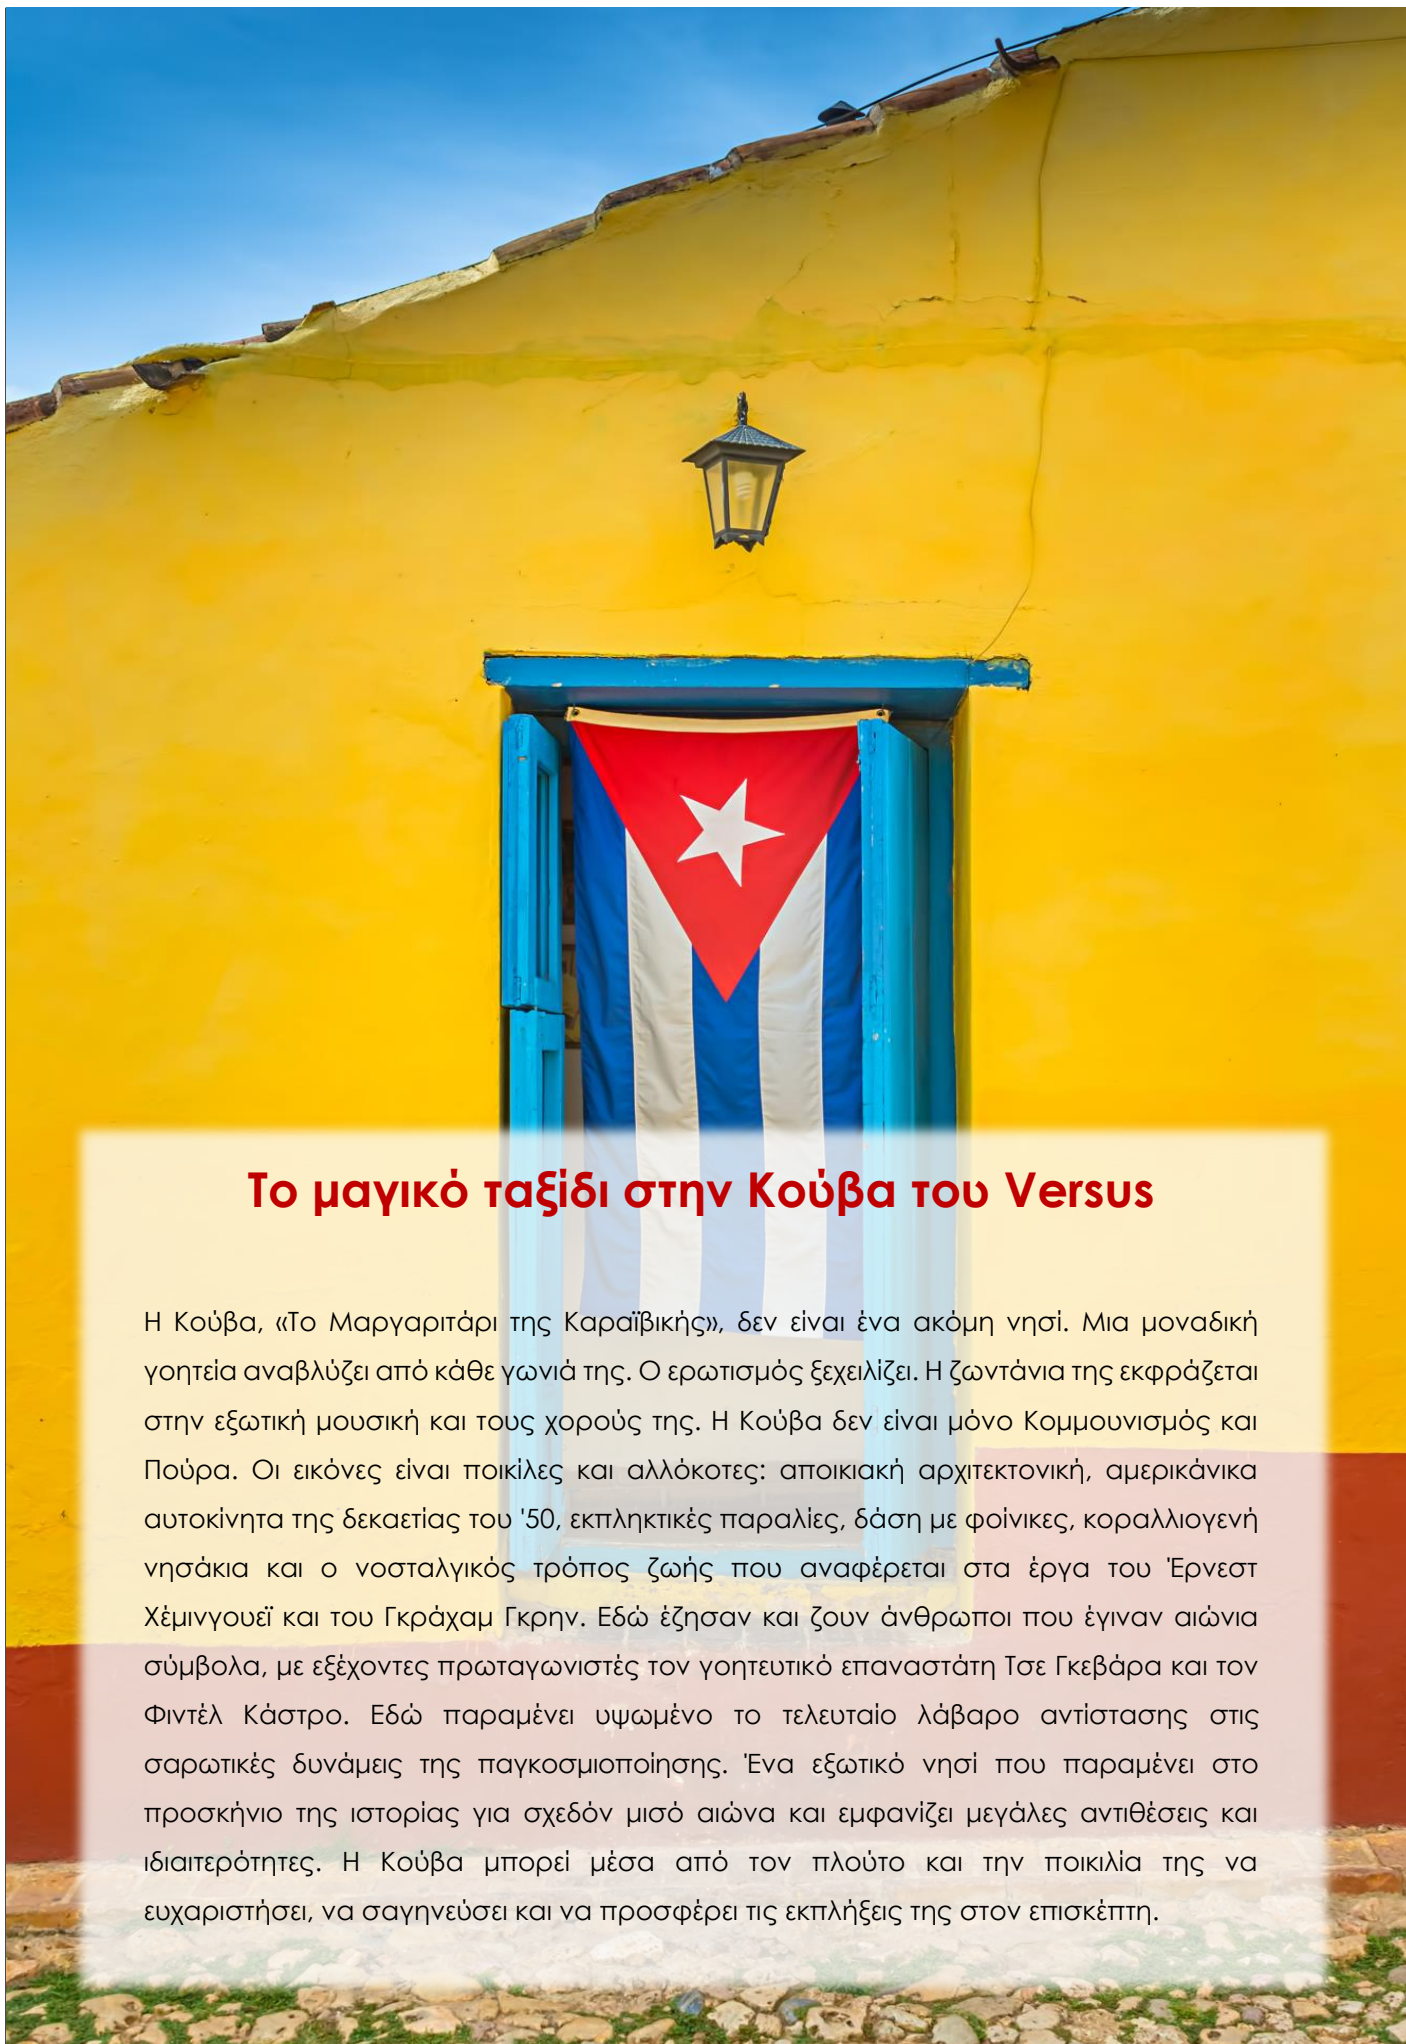 Το μαγικό ταξίδι στην Κούβα του Versus
Η Κούβα, «Το Μαργαριτάρι της Καραϊβικής», δεν είναι ένα ακόμη νησί. Μια μοναδική
γοητεία αναβλύζει από κάθε γωνιά της. Ο ερωτισμός ξεχειλίζει. Η ζωντάνια της εκφράζεται
στην εξωτική μουσική και τους χορούς της. Η Κούβα δεν είναι μόνο Κομμουνισμός και
Πούρα. Οι εικόνες είναι ποικίλες και αλλόκοτες: αποικιακή αρχιτεκτονική, αμερικάνικα
αυτοκίνητα της δεκαετίας του '50, εκπληκτικές παραλίες, δάση με φοίνικες, κοραλλιογενή
νησάκια και ο νοσταλγικός τρόπος ζωής που αναφέρεται στα έργα του Έρνεστ
Χέμινγουεϊ και του Γκράχαμ Γκρην. Εδώ έζησαν και ζουν άνθρωποι που έγιναν αιώνια
σύμβολα, με εξέχοντες πρωταγωνιστές τον γοητευτικό επαναστάτη Τσε Γκεβάρα και τον
Φιντέλ Κάστρο. Εδώ παραμένει υψωμένο το τελευταίο λάβαρο αντίστασης στις
σαρωτικές δυνάμεις της παγκοσμιοποίησης. Ένα εξωτικό νησί που παραμένει στο
προσκήνιο της ιστορίας για σχεδόν μισό αιώνα και εμφανίζει μεγάλες αντιθέσεις και
ιδιαιτερότητες. Η Κούβα μπορεί μέσα από τον πλούτο και την ποικιλία της να
ευχαριστήσει, να σαγηνεύσει και να προσφέρει τις εκπλήξεις της στον επισκέπτη.